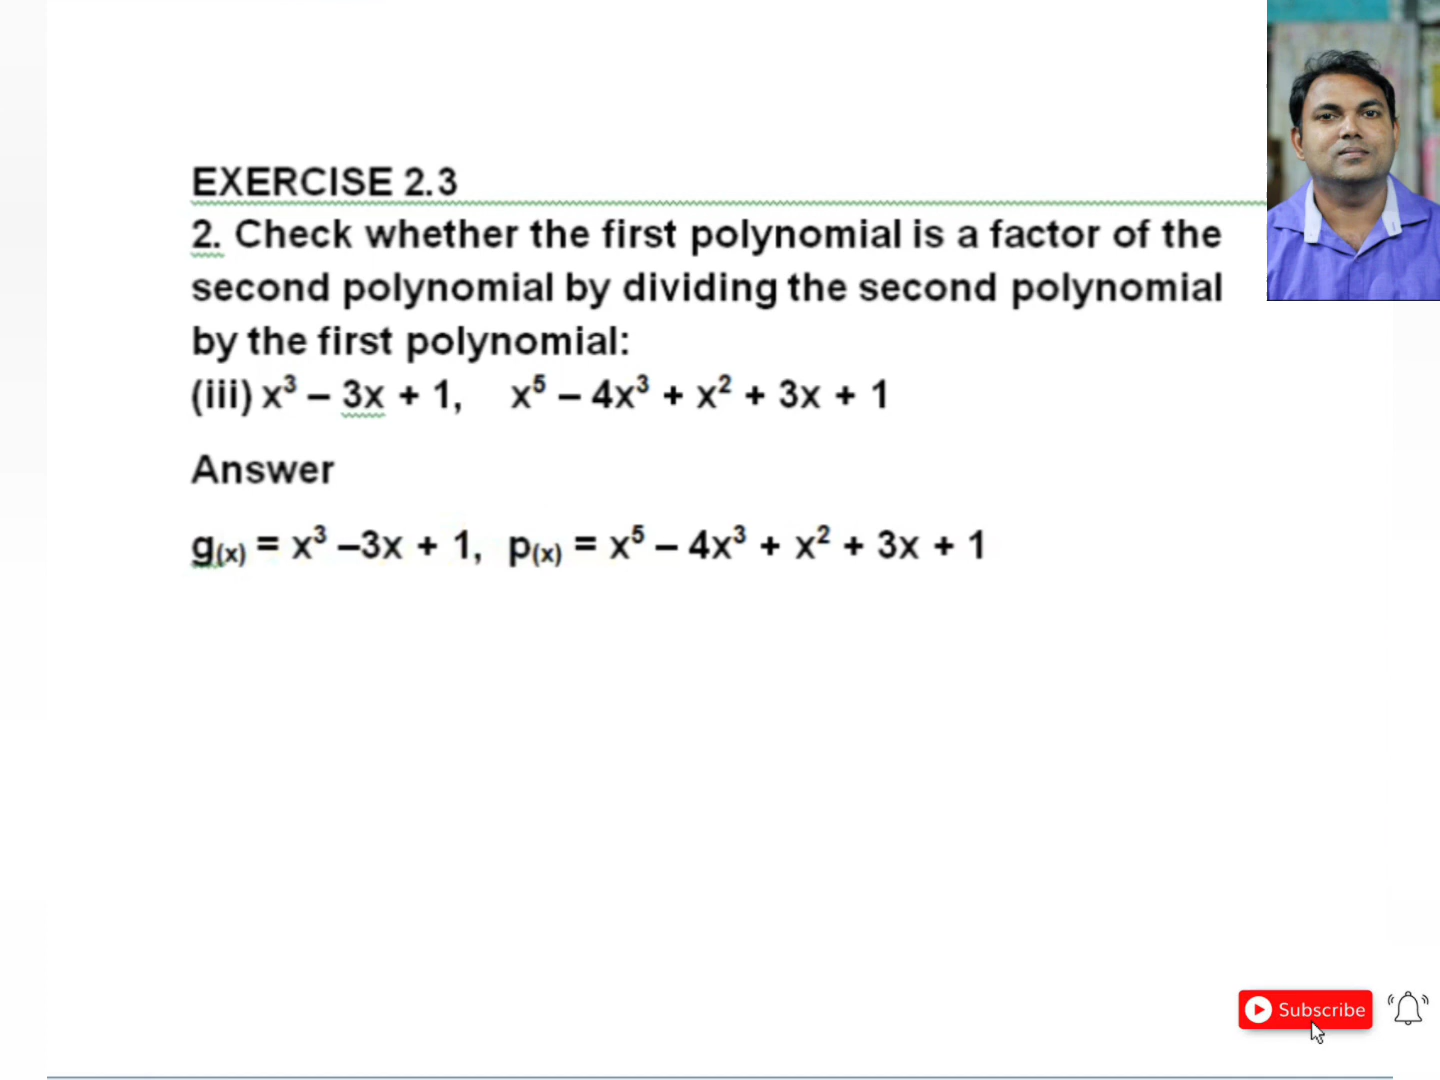 EXERCISE 2.3
2. Check whether the first polynomial is a factor of the
second polynomial by dividing the second polynomial
by the first polynomial:
(iii) x³ – 3x + 1, x⁵ – 4x³ + x² + 3x + 1
Answer
g(x) = x³ –3x + 1, p(x) = x⁵ – 4x³ + x² + 3x + 1
Subscribe